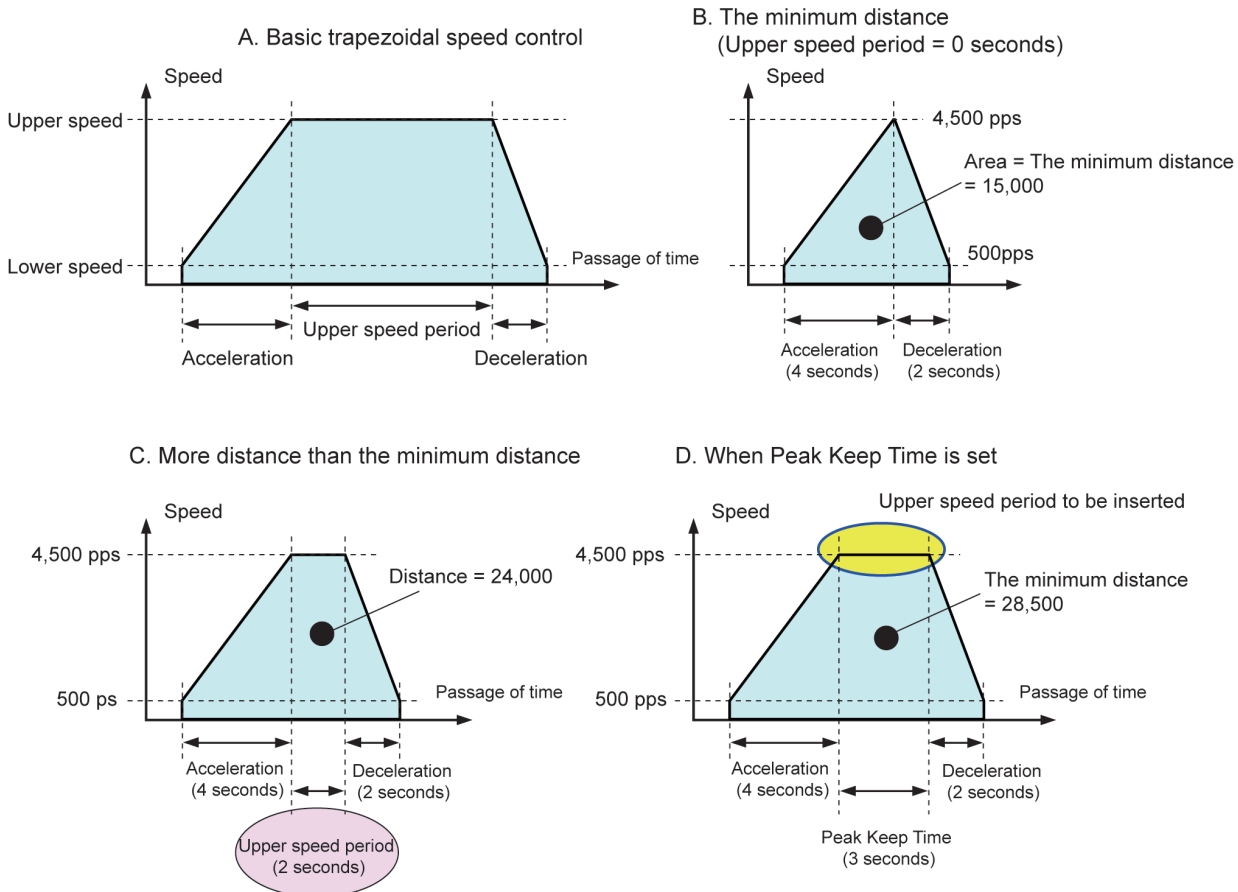 A. Basic trapezoidal speed control
Speed
Upper speed
Lower speed
Passage of time
Upper speed period
Acceleration
Deceleration
B. The minimum distance
(Upper speed period = 0 seconds)
Speed
4,500 pps
Area = The minimum distance
= 15,000
500pps
Acceleration
(4 seconds)
Deceleration
(2 seconds)
C. More distance than the minimum distance
Speed
4,500 pps
Distance = 24,000
500 ps
Passage of time
Acceleration
(4 seconds)
Deceleration
(2 seconds)
Upper speed period
(2 seconds)
D. When Peak Keep Time is set
Upper speed period to be inserted
Speed
4,500 pps
The minimum distance
= 28,500
500 pps
Passage of time
Acceleration
(4 seconds)
Deceleration
(2 seconds)
Peak Keep Time
(3 seconds)